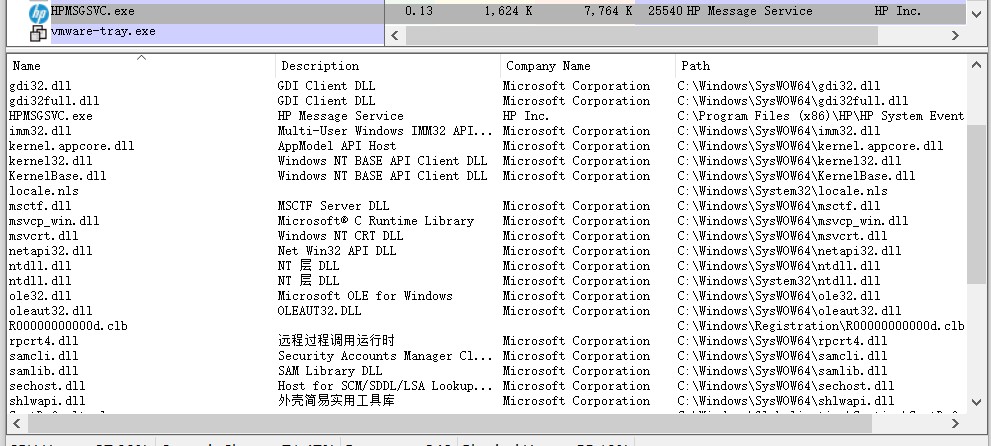 HPMSGSVC.exe 0.13 1,624 K 7,764 K 25540 HP Message Service HP Inc.
vmware-tray.exe
Name Description Company Name Path
gdi32.dll GDI Client DLL Microsoft Corporation C:\Windows\SysWOW64\gdi32.dll
gdi32full.dll GDI Client DLL Microsoft Corporation C:\Windows\SysWOW64\gdi32full.dll
HPMSGSVC.exe HP Message Service HP Inc. C:\Program Files (x86)\HP\HP System Event
imm32.dll Multi-User Windows IMM32 API... Microsoft Corporation C:\Windows\SysWOW64\imm32.dll
kernel.appcore.dll AppModel API Host Microsoft Corporation C:\Windows\SysWOW64\kernel.appcore.dll
kernel32.dll Windows NT BASE API Client DLL Microsoft Corporation C:\Windows\SysWOW64\kernel32.dll
KernelBase.dll Windows NT BASE API Client DLL Microsoft Corporation C:\Windows\SysWOW64\KernelBase.dll
locale.nls C:\Windows\System32\locale.nls
msctf.dll MSCTF Server DLL Microsoft Corporation C:\Windows\SysWOW64\msctf.dll
msvcp_win.dll Microsoft® C Runtime Library Microsoft Corporation C:\Windows\SysWOW64\msvcp_win.dll
msvcrt.dll Windows NT CRT DLL Microsoft Corporation C:\Windows\SysWOW64\msvcrt.dll
netapi32.dll Net Win32 API DLL Microsoft Corporation C:\Windows\SysWOW64\netapi32.dll
ntdll.dll NT 层 DLL Microsoft Corporation C:\Windows\SysWOW64\ntdll.dll
ntdll.dll NT 层 DLL Microsoft Corporation C:\Windows\System32\ntdll.dll
ole32.dll Microsoft OLE for Windows Microsoft Corporation C:\Windows\SysWOW64\ole32.dll
oleaut32.dll OLEAUT32.DLL Microsoft Corporation C:\Windows\SysWOW64\oleaut32.dll
R00000000000d.clb C:\Windows\Registration\R00000000000d.clb
rpcrt4.dll 远程过程调用运行时 Microsoft Corporation C:\Windows\SysWOW64\rpcrt4.dll
samcli.dll Security Accounts Manager Cl... Microsoft Corporation C:\Windows\SysWOW64\samcli.dll
samlib.dll SAM Library DLL Microsoft Corporation C:\Windows\SysWOW64\samlib.dll
sechost.dll Host for SCM/SDDL/LSA Lookup... Microsoft Corporation C:\Windows\SysWOW64\sechost.dll
shlwapi.dll 外壳简易实用工具库 Microsoft Corporation C:\Windows\SysWOW64\shlwapi.dll